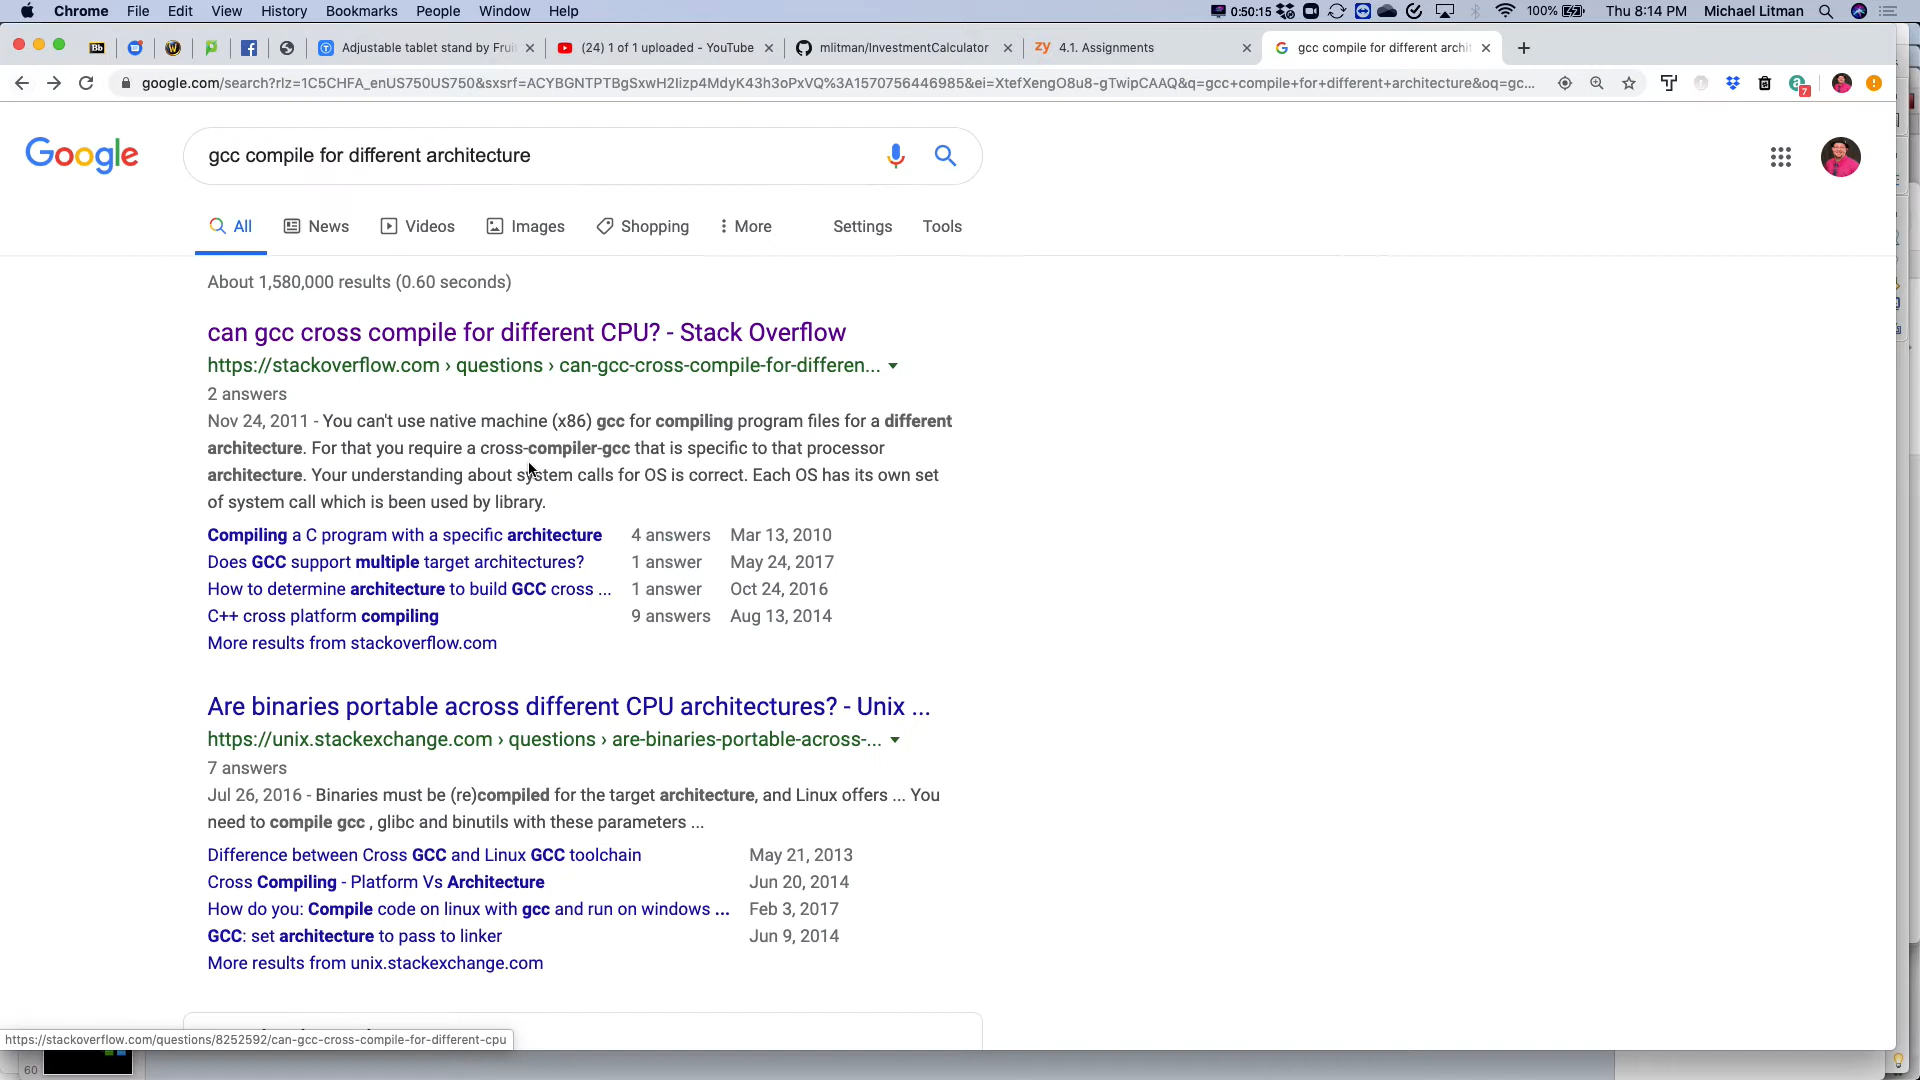 Chrome File Edit View History Bookmarks People Window Help 0:50:15 100% Thu 8:14 PM Michael Litman
Bb W Adjustable tablet stand by Frui (24) 1 of 1 uploaded - YouTube mlitman/InvestmentCalculator zy 4.1. Assignments gcc compile for different archit
google.com/search?rlz=1C5CHFA_enUS750US750&sxsrf=ACYBGNTPTBgSxwH2Iizp4MdyK43h3oPxVQ%3A1570756446985&ei=XtefXengO8u8-gTwipCAAQ&q=gcc+compile+for+different+architecture&oq=gc... 7
Google gcc compile for different architecture
All News Videos Images Shopping More Settings Tools
About 1,580,000 results (0.60 seconds)
can gcc cross compile for different CPU? - Stack Overflow
https://stackoverflow.com › questions › can-gcc-cross-compile-for-differen...
2 answers
Nov 24, 2011 - You can't use native machine (x86) gcc for compiling program files for a different
architecture. For that you require a cross-compiler-gcc that is specific to that processor
architecture. Your understanding about system calls for OS is correct. Each OS has its own set
of system call which is been used by library.
Compiling a C program with a specific architecture 4 answers Mar 13, 2010
Does GCC support multiple target architectures? 1 answer May 24, 2017
How to determine architecture to build GCC cross ... 1 answer Oct 24, 2016
C++ cross platform compiling 9 answers Aug 13, 2014
More results from stackoverflow.com
Are binaries portable across different CPU architectures? - Unix ...
https://unix.stackexchange.com › questions › are-binaries-portable-across-...
7 answers
Jul 26, 2016 - Binaries must be (re)compiled for the target architecture, and Linux offers ... You
need to compile gcc , glibc and binutils with these parameters ...
Difference between Cross GCC and Linux GCC toolchain May 21, 2013
Cross Compiling - Platform Vs Architecture Jun 20, 2014
How do you: Compile code on linux with gcc and run on windows ... Feb 3, 2017
GCC: set architecture to pass to linker Jun 9, 2014
More results from unix.stackexchange.com
https://stackoverflow.com/questions/8252592/can-gcc-cross-compile-for-different-cpu
60